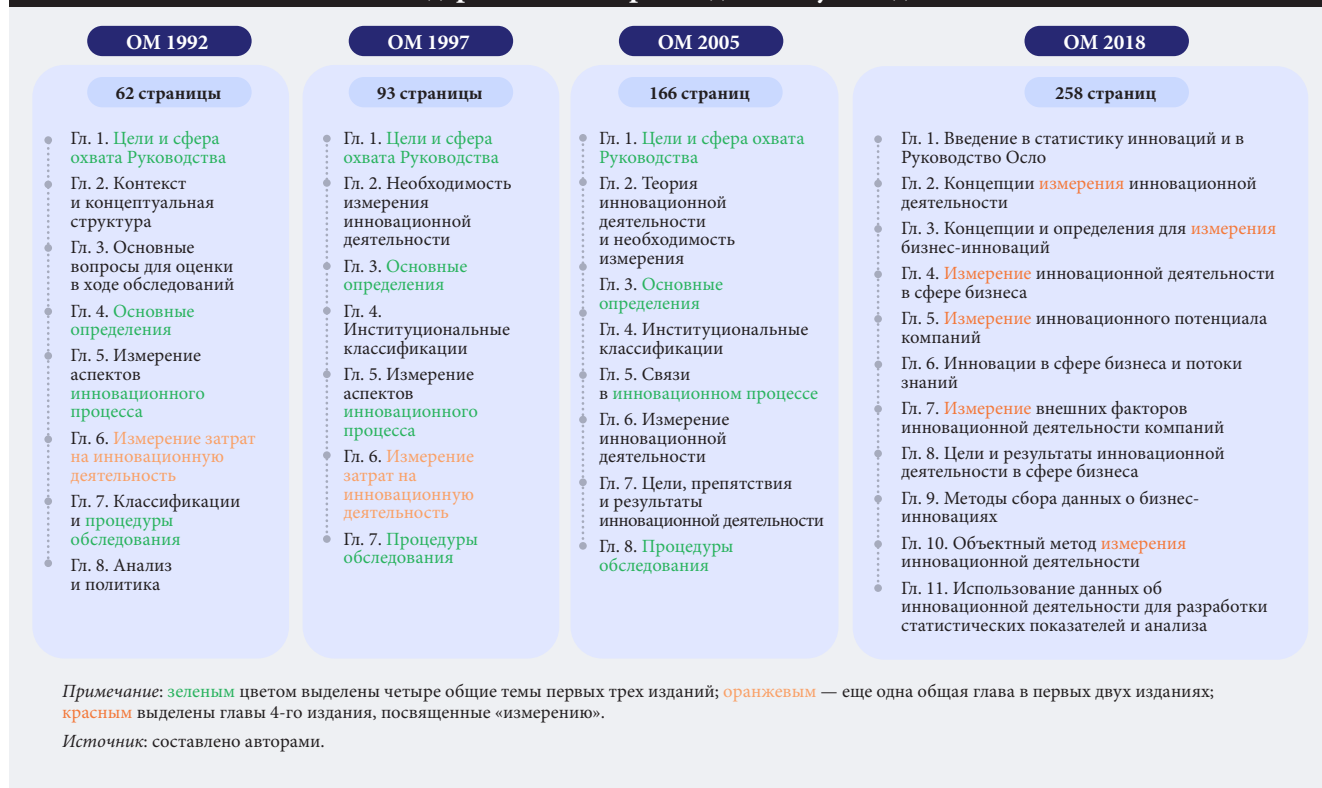 ОМ 1992
62 страницы
Гл. 1. Цели и сфера
охвата Руководства
Гл. 2. Контекст
и концептуальная
структура
Гл. 3. Основные
вопросы для оценки
в ходе обследований
Гл. 4. Основные
определения
Гл. 5. Измерение
аспектов
инновационного
процесса
Гл. 6. Измерение затрат
на инновационную
деятельность
Гл. 7. Классификации
и процедуры
обследования
Гл. 8. Анализ
и политика
ОМ 1997
93 страницы
Гл. 1. Цели и сфера
охвата Руководства
Гл. 2. Необходимость
измерения
инновационной
деятельности
Гл. 3. Основные
определения
Гл. 4.
Институциональные
классификации
Гл. 5. Измерение
аспектов
инновационного
процесса
Гл. 6. Измерение
затрат на
инновационную
деятельность
Гл. 7. Процедуры
обследования
ОМ 2005
166 страниц
Гл. 1. Цели и сфера охвата
Руководства
Гл. 2. Теория
инновационной
деятельности
и необходимость
измерения
Гл. 3. Основные
определения
Гл. 4. Институциональные
классификации
Гл. 5. Связи
в инновационном процессе
Гл. 6. Измерение
инновационной
деятельности
Гл. 7. Цели, препятствия
и результаты
инновационной деятельности
Гл. 8. Процедуры
обследования
ОМ 2018
258 страниц
Гл. 1. Введение в статистику инноваций и в
Руководство Осло
Гл. 2. Концепции измерения инновационной
деятельности
Гл. 3. Концепции и определения для измерения
бизнес-инноваций
Гл. 4. Измерение инновационной деятельности
в сфере бизнеса
Гл. 5. Измерение инновационного потенциала
компаний
Гл. 6. Инновации в сфере бизнеса и потоки
знаний
Гл. 7. Измерение внешних факторов
инновационной деятельности компаний
Гл. 8. Цели и результаты инновационной
деятельности в сфере бизнеса
Гл. 9. Методы сбора данных о бизнес-
инновациях
Гл. 10. Объектный метод измерения
инновационной деятельности
Гл. 11. Использование данных об
инновационной деятельности для разработки
статистических показателей и анализа
Примечание: зеленым цветом выделены четыре общие темы первых трех изданий; оранжевым — еще одна общая глава в первых двух изданиях;
красным выделены главы 4-го издания, посвященные «измерению».
Источник: составлено авторами.